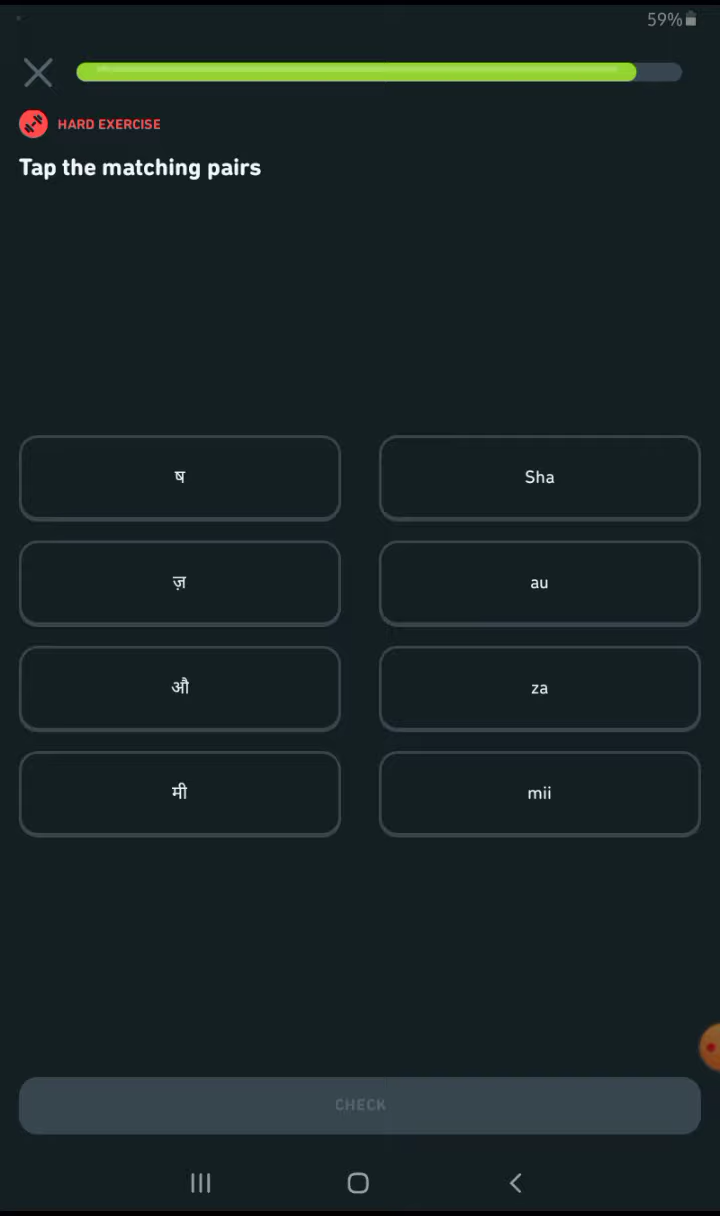 59%
HARD EXERCISE
Tap the matching pairs
ष
Sha
ज़
au
औ
za
मी
mii
CHECK